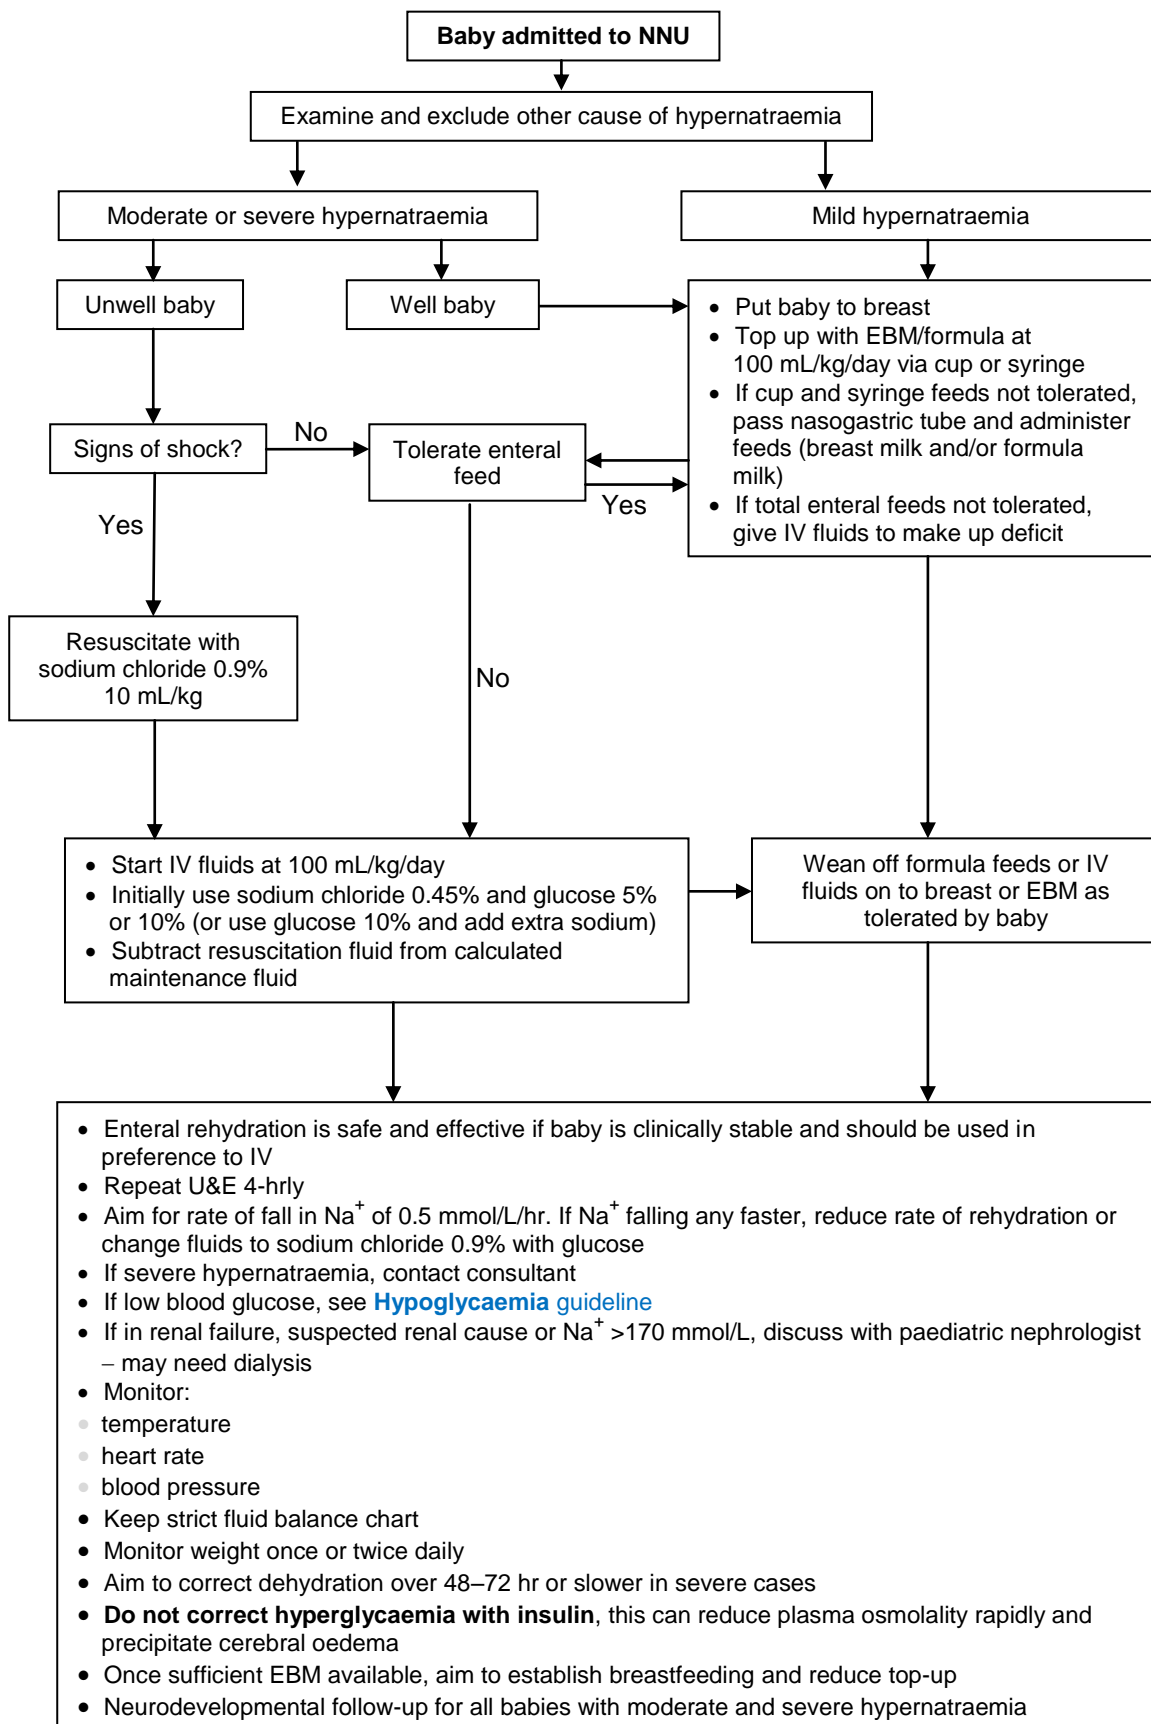 Baby admitted to NNU
Examine and exclude other cause of hypernatraemia
Moderate or severe hypernatraemia
Mild hypernatraemia
Unwell baby
Well baby
• Put baby to breast
• Top up with EBM/formula at
100 mL/kg/day via cup or syringe
• If cup and syringe feeds not tolerated,
pass nasogastric tube and administer
feeds (breast milk and/or formula
milk)
• If total enteral feeds not tolerated,
give IV fluids to make up deficit
Signs of shock?
No
Tolerate enteral
feed
Yes
Yes
Resuscitate with
sodium chloride 0.9%
10 mL/kg
No
• Start IV fluids at 100 mL/kg/day
• Initially use sodium chloride 0.45% and glucose 5%
or 10% (or use glucose 10% and add extra sodium)
• Subtract resuscitation fluid from calculated
maintenance fluid
Wean off formula feeds or IV
fluids on to breast or EBM as
tolerated by baby
• Enteral rehydration is safe and effective if baby is clinically stable and should be used in
preference to IV
• Repeat U&E 4-hrly
• Aim for rate of fall in Na⁺ of 0.5 mmol/L/hr. If Na⁺ falling any faster, reduce rate of rehydration or
change fluids to sodium chloride 0.9% with glucose
• If severe hypernatraemia, contact consultant
• If low blood glucose, see Hypoglycaemia guideline
• If in renal failure, suspected renal cause or Na⁺ >170 mmol/L, discuss with paediatric nephrologist
– may need dialysis
• Monitor:
• temperature
• heart rate
• blood pressure
• Keep strict fluid balance chart
• Monitor weight once or twice daily
• Aim to correct dehydration over 48–72 hr or slower in severe cases
• Do not correct hyperglycaemia with insulin, this can reduce plasma osmolality rapidly and
precipitate cerebral oedema
• Once sufficient EBM available, aim to establish breastfeeding and reduce top-up
• Neurodevelopmental follow-up for all babies with moderate and severe hypernatraemia